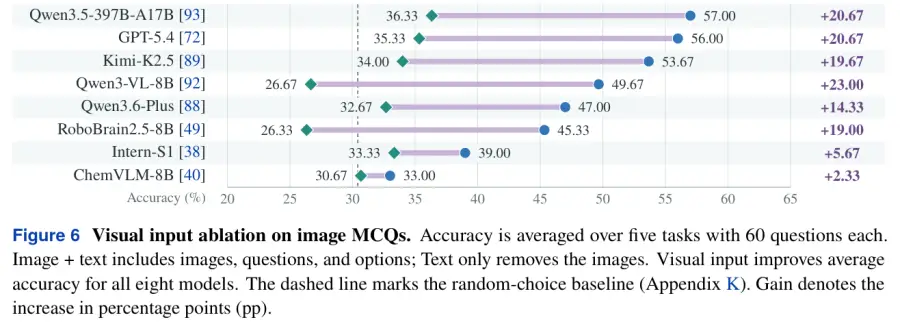 Qwen3.5-397B-A17B [93] 36.33 57.00 +20.67
GPT-5.4 [72] 35.33 56.00 +20.67
Kimi-K2.5 [89] 34.00 53.67 +19.67
Qwen3-VL-8B [92] 26.67 49.67 +23.00
Qwen3.6-Plus [88] 32.67 47.00 +14.33
RoboBrain2.5-8B [49] 26.33 45.33 +19.00
Intern-S1 [38] 33.33 39.00 +5.67
ChemVLM-8B [40] 30.67 33.00 +2.33
Accuracy (%) 20 25 30 35 40 45 50 55 60 65
Figure 6 Visual input ablation on image MCQs. Accuracy is averaged over five tasks with 60 questions each.
Image + text includes images, questions, and options; Text only removes the images. Visual input improves average
accuracy for all eight models. The dashed line marks the random-choice baseline (Appendix K). Gain denotes the
increase in percentage points (pp).